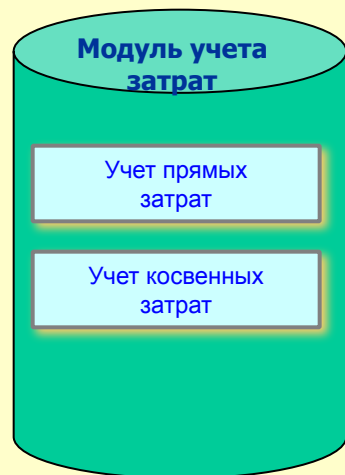 Модуль учета
затрат
Учет прямых
затрат
Учет косвенных
затрат